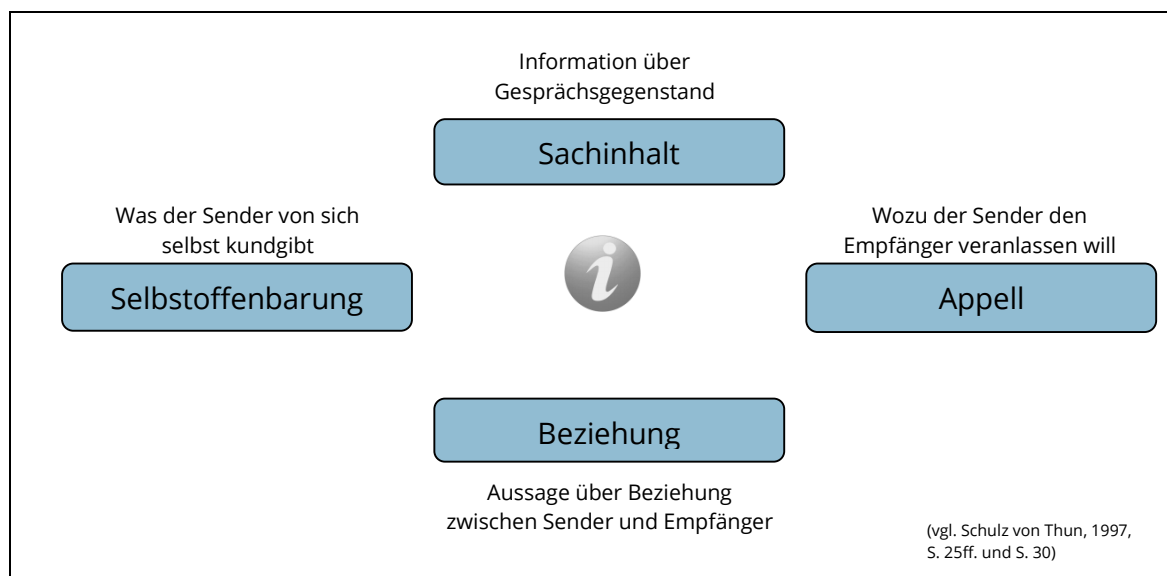 Information über
Gesprächsgegenstand
Sachinhalt
Was der Sender von sich
selbst kundgibt
Selbstoffenbarung
i
Wozu der Sender den
Empfänger veranlassen will
Appell
Beziehung
Aussage über Beziehung
zwischen Sender und Empfänger
(vgl. Schulz von Thun, 1997,
S. 25ff. und S. 30)